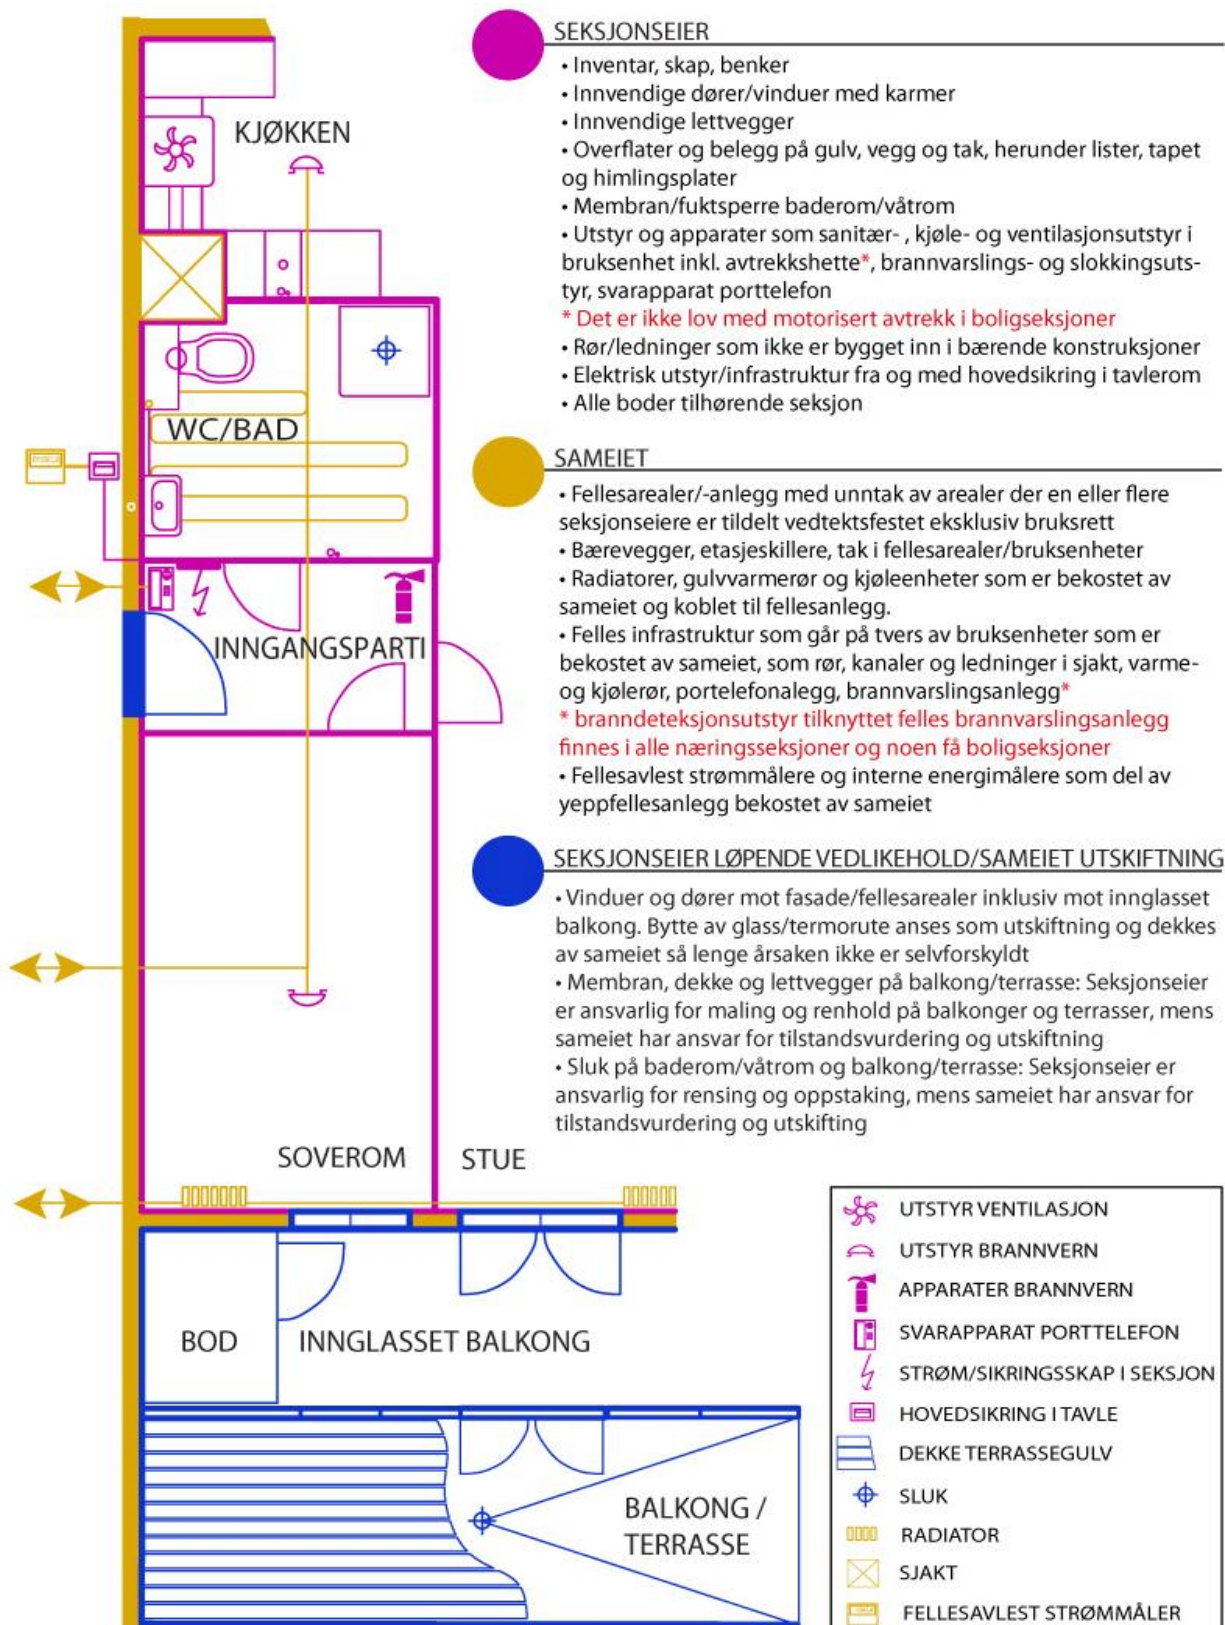 SEKSJONSEIER
• Inventar, skap, benker
• Innvendige dører/vinduer med karmer
• Innvendige lettvegger
• Overflater og belegg på gulv, vegg og tak, herunder lister, tapet
og himlingsplater
• Membran/fuktsperre baderom/våtrom
• Utstyr og apparater som sanitær- , kjøle- og ventilasjonsutstyr i
bruksenhet inkl. avtrekkshette*, brannvarslings- og slokkingsuts-
tyr, svarapparat porttelefon
* Det er ikke lov med motorisert avtrekk i boligseksjoner
• Rør/ledninger som ikke er bygget inn i bærende konstruksjoner
• Elektrisk utstyr/infrastruktur fra og med hovedsikring i tavlerom
• Alle boder tilhørende seksjon
SAMEIET
• Fellesarealer/-anlegg med unntak av arealer der en eller flere
seksjonseiere er tildelt vedtektsfestet eksklusiv bruksrett
• Bærevegger, etasjeskillere, tak i fellesarealer/bruksenheter
• Radiatorer, gulvvarmerør og kjøleenheter som er bekostet av
sameiet og koblet til fellesanlegg.
• Felles infrastruktur som går på tvers av bruksenheter som er
bekostet av sameiet, som rør, kanaler og ledninger i sjakt, varme-
og kjølerør, portelefonalegg, brannvarslingsanlegg*
* branndeteksjonsutstyr tilknyttet felles brannvarslingsanlegg
finnes i alle næringsseksjoner og noen få boligseksjoner
• Fellesavlest strømmålere og interne energimålere som del av
yeppfellesanlegg bekostet av sameiet
SEKSJONSEIER LØPENDE VEDLIKEHOLD/SAMEIET UTSKIFTNING
• Vinduer og dører mot fasade/fellesarealer inklusiv mot innglasset
balkong. Bytte av glass/termorute anses som utskiftning og dekkes
av sameiet så lenge årsaken ikke er selvforskyldt
• Membran, dekke og lettvegger på balkong/terrasse: Seksjonseier
er ansvarlig for maling og renhold på balkonger og terrasser, mens
sameiet har ansvar for tilstandsvurdering og utskiftning
• Sluk på baderom/våtrom og balkong/terrasse: Seksjonseier er
ansvarlig for rensing og oppstaking, mens sameiet har ansvar for
tilstandsvurdering og utskifting
KJØKKEN
WC/BAD
INNGANGSPARTI
SOVEROM
STUE
BOD
INNGLASSET BALKONG
BALKONG /
TERRASSE
UTSTYR VENTILASJON
UTSTYR BRANNVERN
APPARATER BRANNVERN
SVARAPPARAT PORTTELEFON
STRØM/SIKRINGSSKAP I SEKSJON
HOVEDSIKRING I TAVLE
DEKKE TERRASSEGULV
SLUK
RADIATOR
SJAKT
FELLESAVLEST STRØMMÅLER